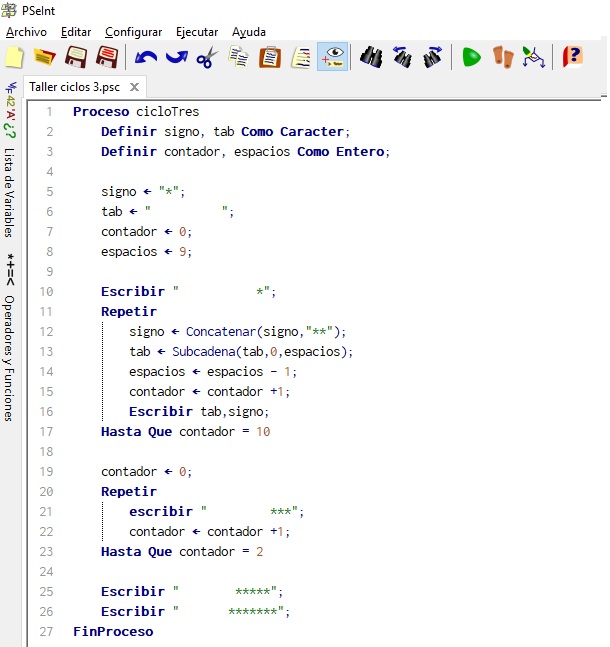 PSeInt
Archivo Editar Configurar Ejecutar Ayuda
Taller ciclos 3.psc X
Lista de Variables
Operadores y Funciones
1 Proceso cicloTres
2 Definir signo, tab Como Caracter;
3 Definir contador, espacios Como Entero;
4
5 signo ← "*";
6 tab ← "          ";
7 contador ← 0;
8 espacios ← 9;
9
10 Escribir "           *";
11 Repetir
12 signo ← Concatenar(signo,"**");
13 tab ← Subcadena(tab,0,espacios);
14 espacios ← espacios - 1;
15 contador ← contador +1;
16 Escribir tab,signo;
17 Hasta Que contador = 10
18
19 contador ← 0;
20 Repetir
21 escribir "         ***";
22 contador ← contador +1;
23 Hasta Que contador = 2
24
25 Escribir "        *****";
26 Escribir "       *******";
27 FinProceso